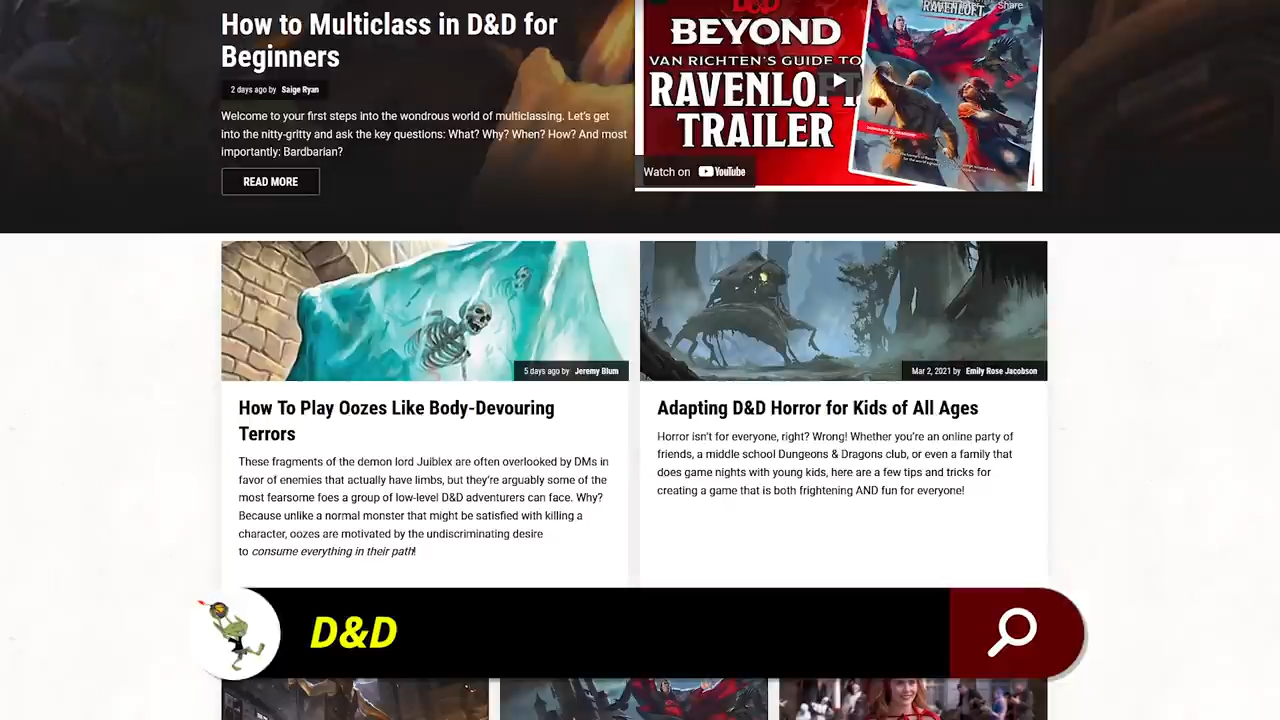 How to Multiclass in D&D for
Beginners
2 days ago by Saige Ryan
Welcome to your first steps into the wondrous world of multiclassing. Let's get
into the nitty-gritty and ask the key questions: What? Why? When? How? And most
importantly: Bardbarian?
READ MORE
D&D
BEYOND
VAN RICHTEN'S GUIDE TO
RAVENLOFT
TRAILER
Share
RAVENLOFT
Watch on YouTube
5 days ago by Jeremy Blum
How To Play Oozes Like Body-Devouring
Terrors
These fragments of the demon lord Juiblex are often overlooked by DMs in
favor of enemies that actually have limbs, but they're arguably some of the
most fearsome foes a group of low-level D&D adventurers can face. Why?
Because unlike a normal monster that might be satisfied with killing a
character, oozes are motivated by the undiscriminating desire
to consume everything in their path!
Mar 2, 2021 by Emily Rose Jacobson
Adapting D&D Horror for Kids of All Ages
Horror isn't for everyone, right? Wrong! Whether you're an online party of
friends, a middle school Dungeons & Dragons club, or even a family that
does game nights with young kids, here are a few tips and tricks for
creating a game that is both frightening AND fun for everyone!
D&D